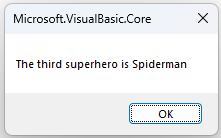 Microsoft.VisualBasic.Core
The third superhero is Spiderman
OK